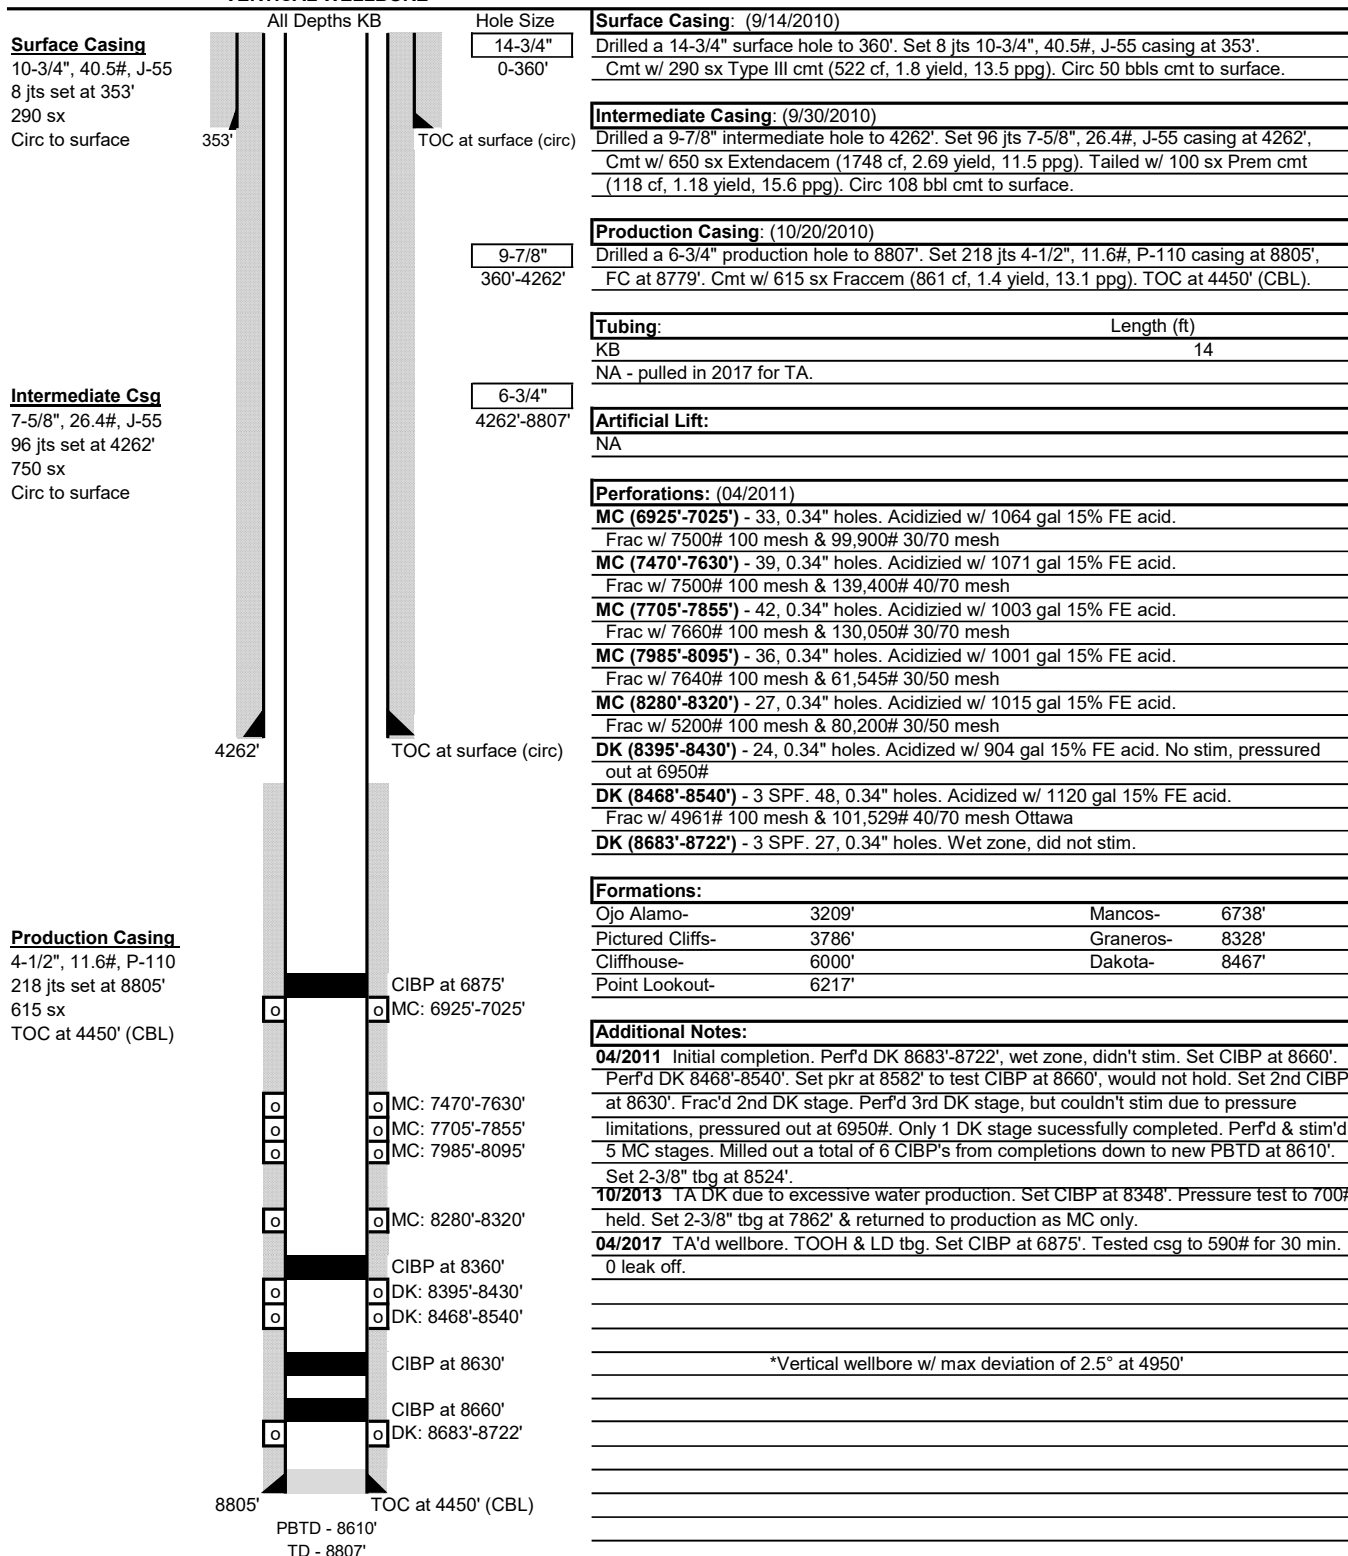 All Depths KB
Hole Size
Surface Casing
10-3/4", 40.5#, J-55
8 jts set at 353'
290 sx
Circ to surface
353'
TOC at surface (circ)
14-3/4"
0-360'
9-7/8"
360'-4262'
6-3/4"
4262'-8807'
Intermediate Csg
7-5/8", 26.4#, J-55
96 jts set at 4262'
750 sx
Circ to surface
4262'
TOC at surface (circ)
Production Casing
4-1/2", 11.6#, P-110
218 jts set at 8805'
615 sx
TOC at 4450' (CBL)
CIBP at 6875'
o o MC: 6925'-7025'
o o MC: 7470'-7630'
o o MC: 7705'-7855'
o o MC: 7985'-8095'
o o MC: 8280'-8320'
CIBP at 8360'
o o DK: 8395'-8430'
o o DK: 8468'-8540'
CIBP at 8630'
CIBP at 8660'
o o DK: 8683'-8722'
8805'
TOC at 4450' (CBL)
PBTD - 8610'
TD - 8807'
Surface Casing: (9/14/2010)
Drilled a 14-3/4" surface hole to 360'. Set 8 jts 10-3/4", 40.5#, J-55 casing at 353'.
Cmt w/ 290 sx Type III cmt (522 cf, 1.8 yield, 13.5 ppg). Circ 50 bbls cmt to surface.
Intermediate Casing: (9/30/2010)
Drilled a 9-7/8" intermediate hole to 4262'. Set 96 jts 7-5/8", 26.4#, J-55 casing at 4262',
Cmt w/ 650 sx Extendacem (1748 cf, 2.69 yield, 11.5 ppg). Tailed w/ 100 sx Prem cmt
(118 cf, 1.18 yield, 15.6 ppg). Circ 108 bbl cmt to surface.
Production Casing: (10/20/2010)
Drilled a 6-3/4" production hole to 8807'. Set 218 jts 4-1/2", 11.6#, P-110 casing at 8805',
FC at 8779'. Cmt w/ 615 sx Fraccem (861 cf, 1.4 yield, 13.1 ppg). TOC at 4450' (CBL).
Tubing: Length (ft)
KB 14
NA - pulled in 2017 for TA.
Artificial Lift:
NA
Perforations: (04/2011)
MC (6925'-7025') - 33, 0.34" holes. Acidizied w/ 1064 gal 15% FE acid.
Frac w/ 7500# 100 mesh & 99,900# 30/70 mesh
MC (7470'-7630') - 39, 0.34" holes. Acidizied w/ 1071 gal 15% FE acid.
Frac w/ 7500# 100 mesh & 139,400# 40/70 mesh
MC (7705'-7855') - 42, 0.34" holes. Acidizied w/ 1003 gal 15% FE acid.
Frac w/ 7660# 100 mesh & 130,050# 30/70 mesh
MC (7985'-8095') - 36, 0.34" holes. Acidizied w/ 1001 gal 15% FE acid.
Frac w/ 7640# 100 mesh & 61,545# 30/50 mesh
MC (8280'-8320') - 27, 0.34" holes. Acidizied w/ 1015 gal 15% FE acid.
Frac w/ 5200# 100 mesh & 80,200# 30/50 mesh
DK (8395'-8430') - 24, 0.34" holes. Acidized w/ 904 gal 15% FE acid. No stim, pressured
out at 6950#
DK (8468'-8540') - 3 SPF. 48, 0.34" holes. Acidized w/ 1120 gal 15% FE acid.
Frac w/ 4961# 100 mesh & 101,529# 40/70 mesh Ottawa
DK (8683'-8722') - 3 SPF. 27, 0.34" holes. Wet zone, did not stim.
Formations:
Ojo Alamo- 3209' Mancos- 6738'
Pictured Cliffs- 3786' Graneros- 8328'
Cliffhouse- 6000' Dakota- 8467'
Point Lookout- 6217'
Additional Notes:
04/2011 Initial completion. Perf'd DK 8683'-8722', wet zone, didn't stim. Set CIBP at 8660'.
Perf'd DK 8468'-8540'. Set pkr at 8582' to test CIBP at 8660', would not hold. Set 2nd CIBP
at 8630'. Frac'd 2nd DK stage. Perf'd 3rd DK stage, but couldn't stim due to pressure
limitations, pressured out at 6950#. Only 1 DK stage sucessfully completed. Perf'd & stim'd
5 MC stages. Milled out a total of 6 CIBP's from completions down to new PBTD at 8610'.
Set 2-3/8" tbg at 8524'.
10/2013 TA DK due to excessive water production. Set CIBP at 8348'. Pressure test to 700#
held. Set 2-3/8" tbg at 7862' & returned to production as MC only.
04/2017 TA'd wellbore. TOOH & LD tbg. Set CIBP at 6875'. Tested csg to 590# for 30 min.
0 leak off.
*Vertical wellbore w/ max deviation of 2.5° at 4950'